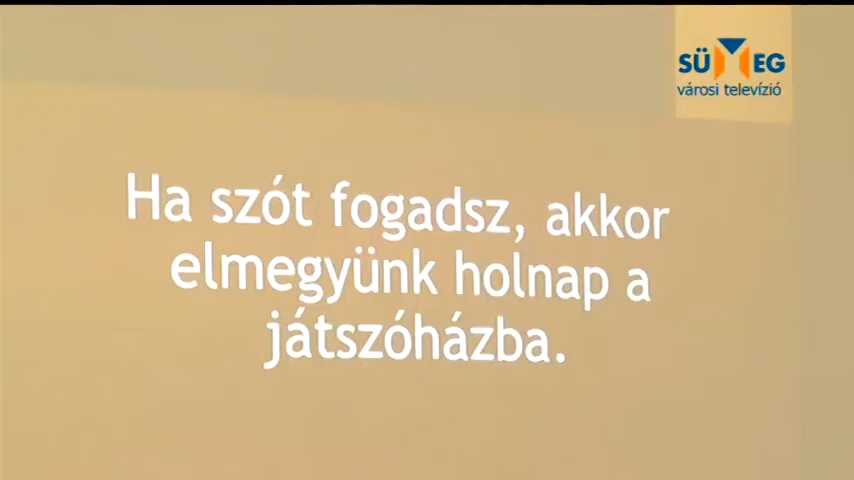 SÜMEG
városi televízió
Ha szót fogadsz, akkor
elmegyünk holnap a
játszóházba.